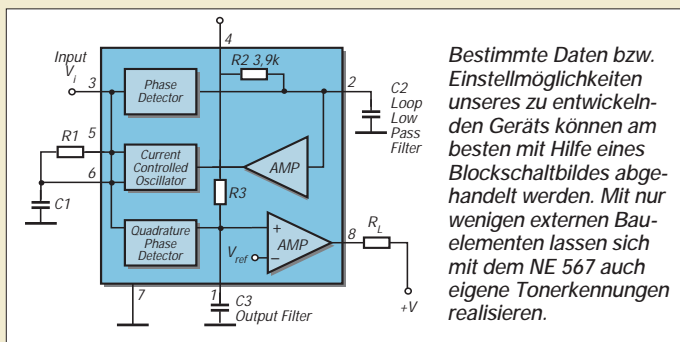 4
Input
V_i
3
Phase
Detector
R2 3,9k
2
C2
Loop
Low
Pass
Filter
R1
5
6
Current
Controlled
Oscillator
AMP
C1
R3
Quadrature
Phase
Detector
+
AMP
V_ref
−
8
R_L
7
1
C3
Output Filter
+V
Bestimmte Daten bzw.
Einstellmöglichkeiten
unseres zu entwickeln-
den Geräts können am
besten mit Hilfe eines
Blockschaltbildes abge-
handelt werden. Mit nur
wenigen externen Bau-
elementen lassen sich
mit dem NE 567 auch
eigene Tonerkennungen
realisieren.